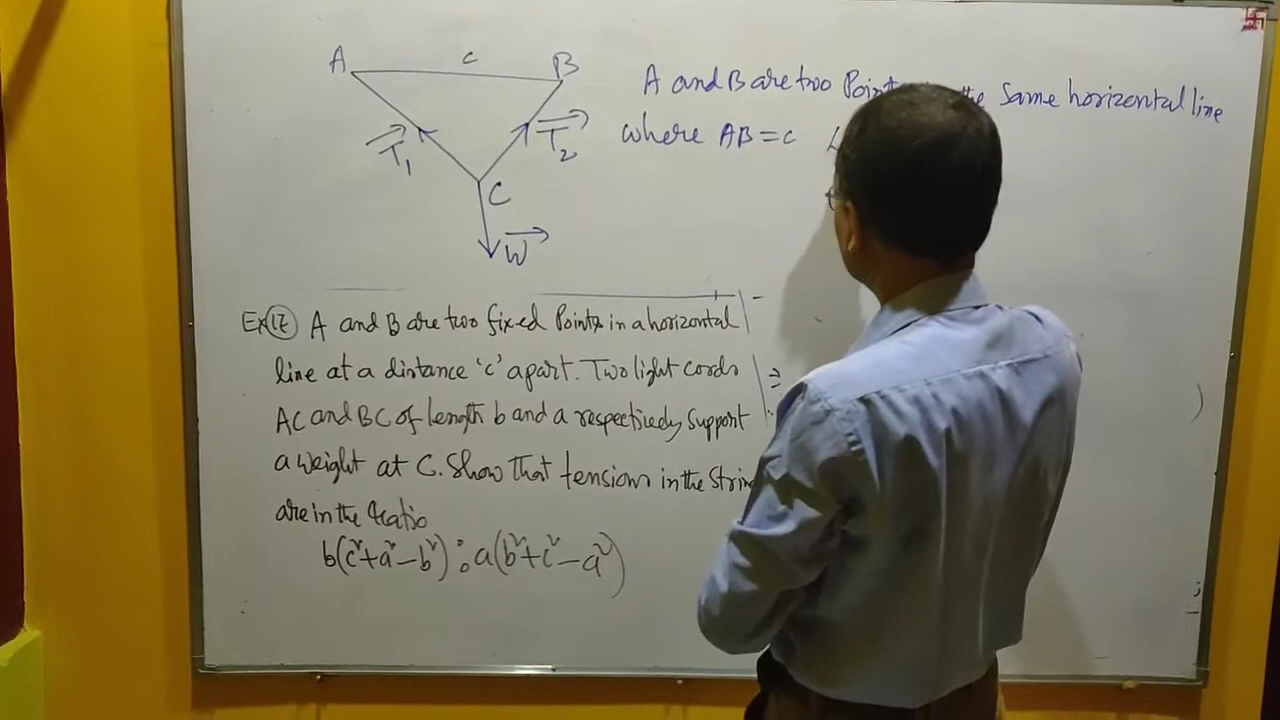 A c B
A and B are two Points the Same horizontal line
where AB = c
T₁ T₂
C
W
Ex(17) A and B are two fixed Points in a horizontal
line at a distance 'c' apart. Two light cords
AC and BC of length b and a respectively Support
a weight at C. Show that tensions in the
are in the ratio
b(c²+a²-b²) : a(b²+c²-a²)